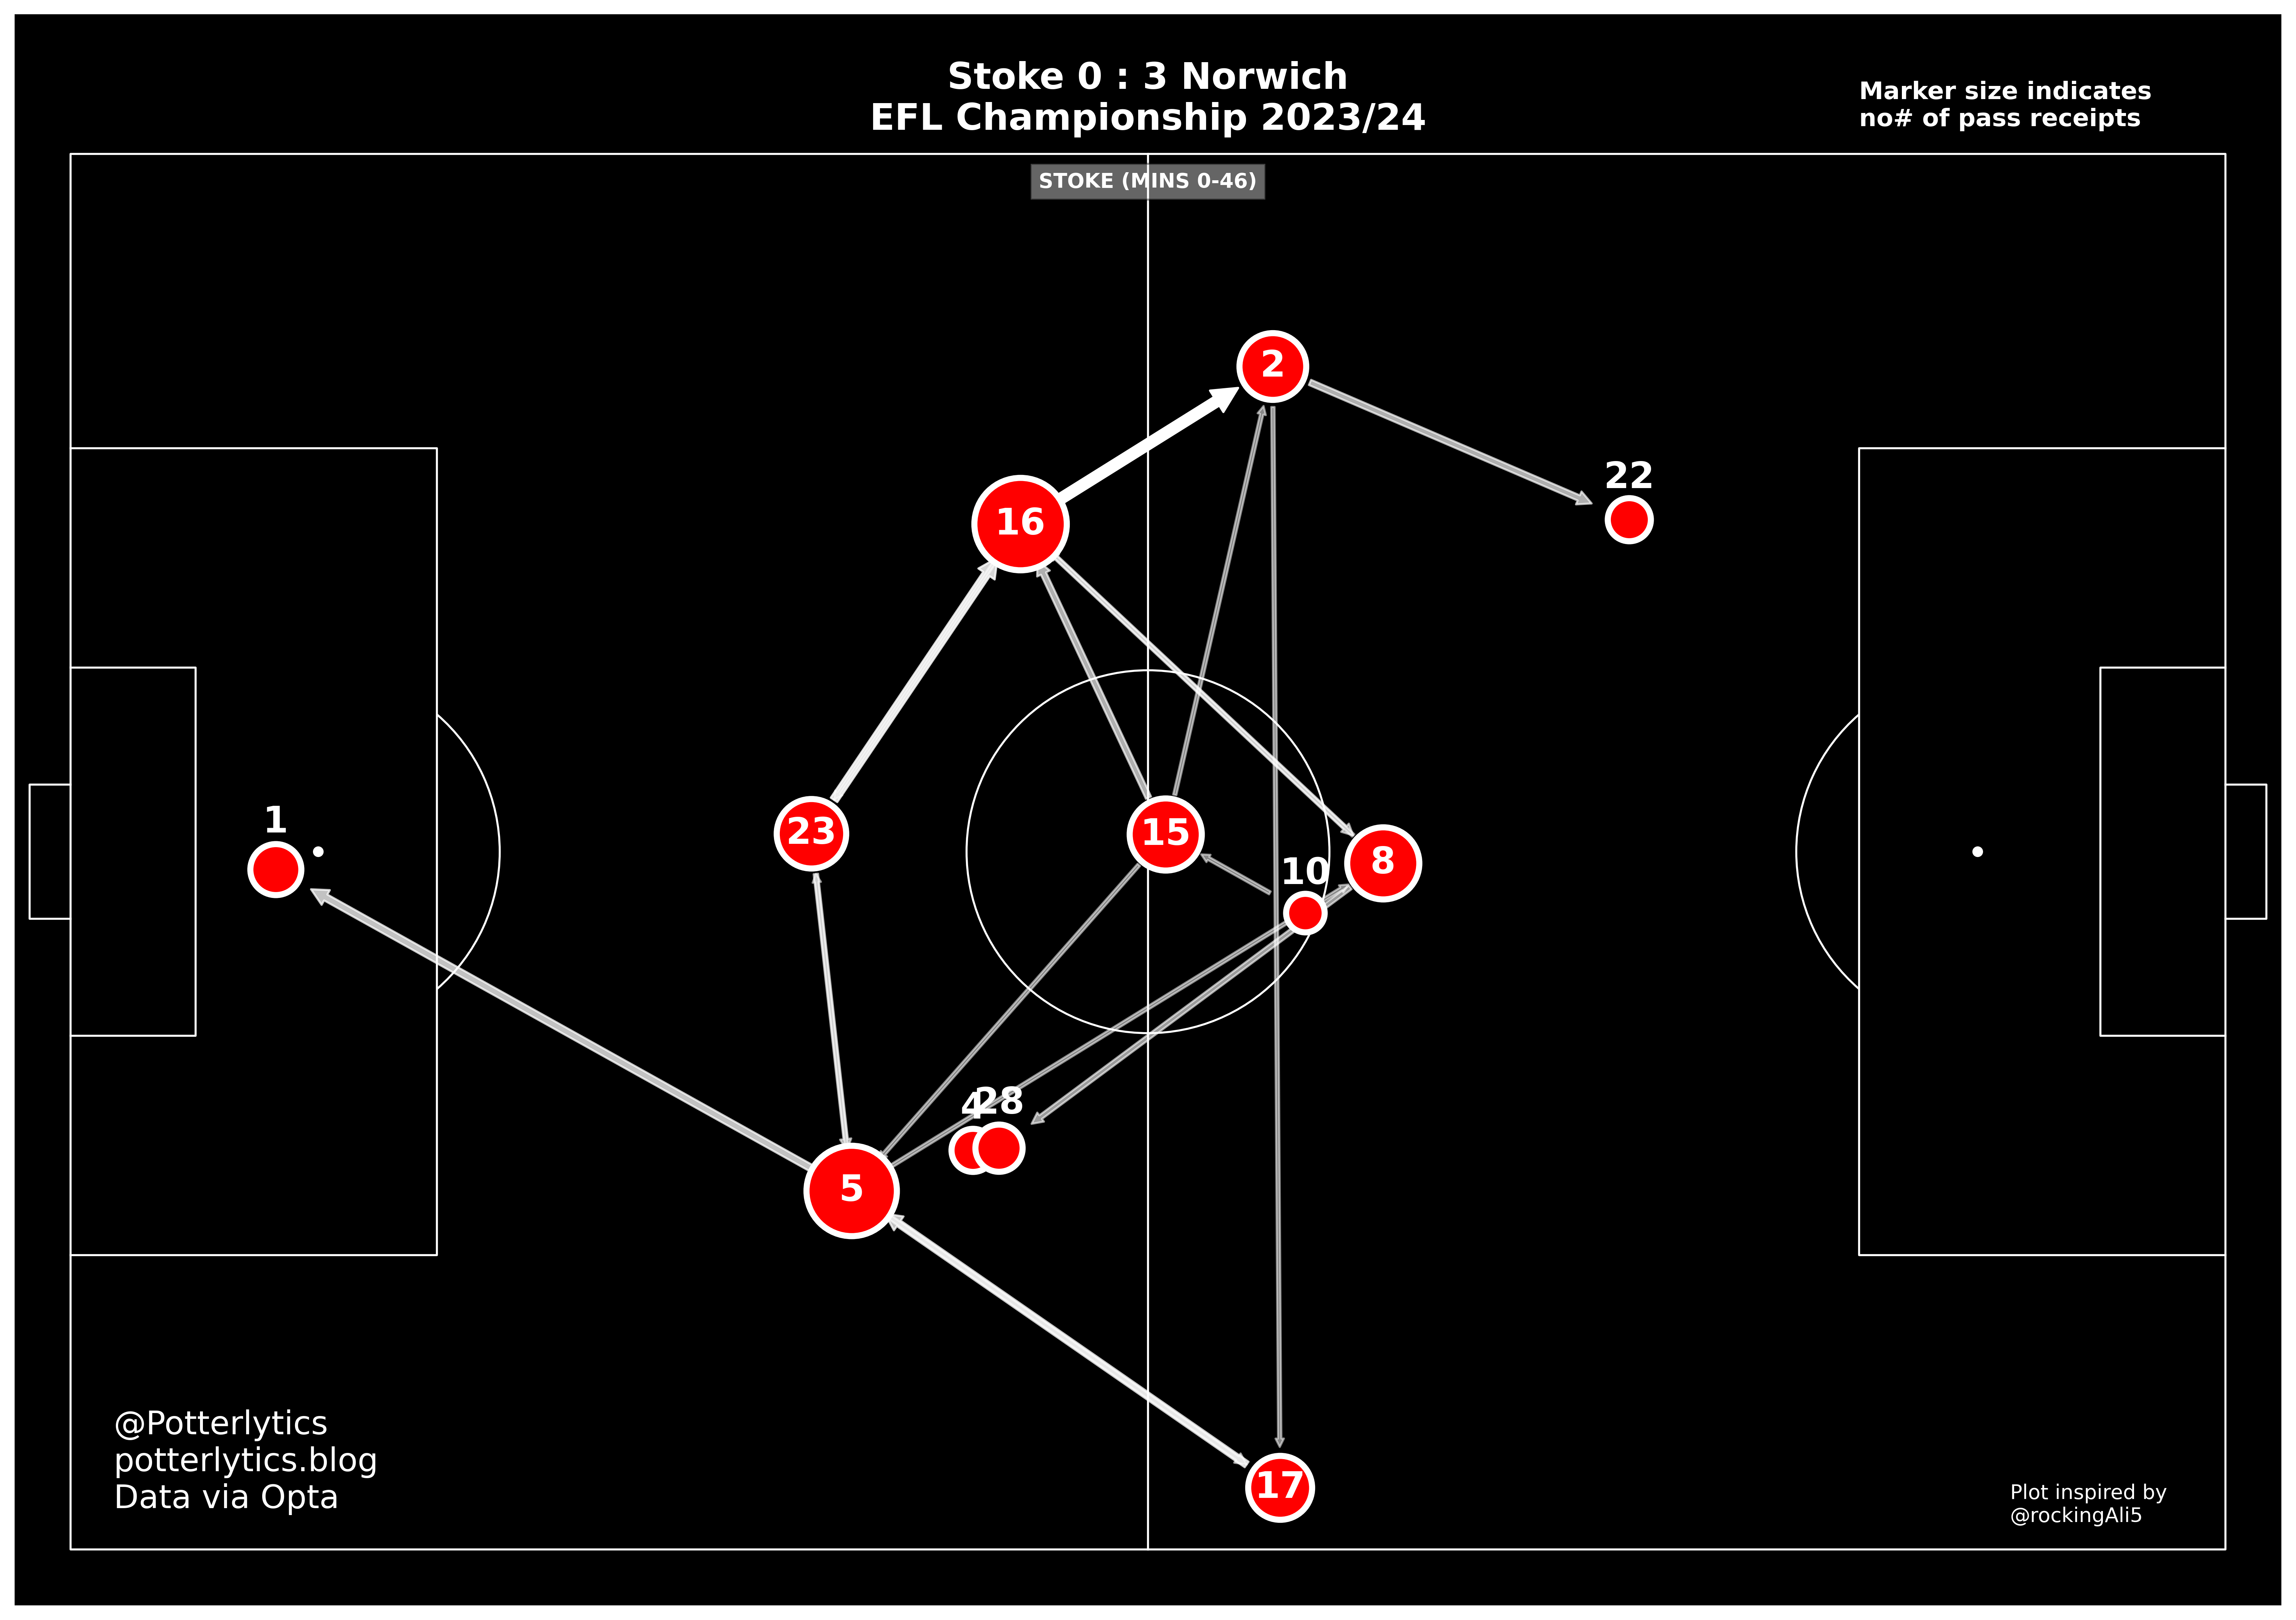 Stoke 0 : 3 Norwich
EFL Championship 2023/24
Marker size indicates
no# of pass receipts
STOKE (MINS 0-46)
2
22
16
1
23
15
10
8
4
28
5
17
@Potterlytics
potterlytics.blog
Data via Opta
Plot inspired by
@rockingAli5